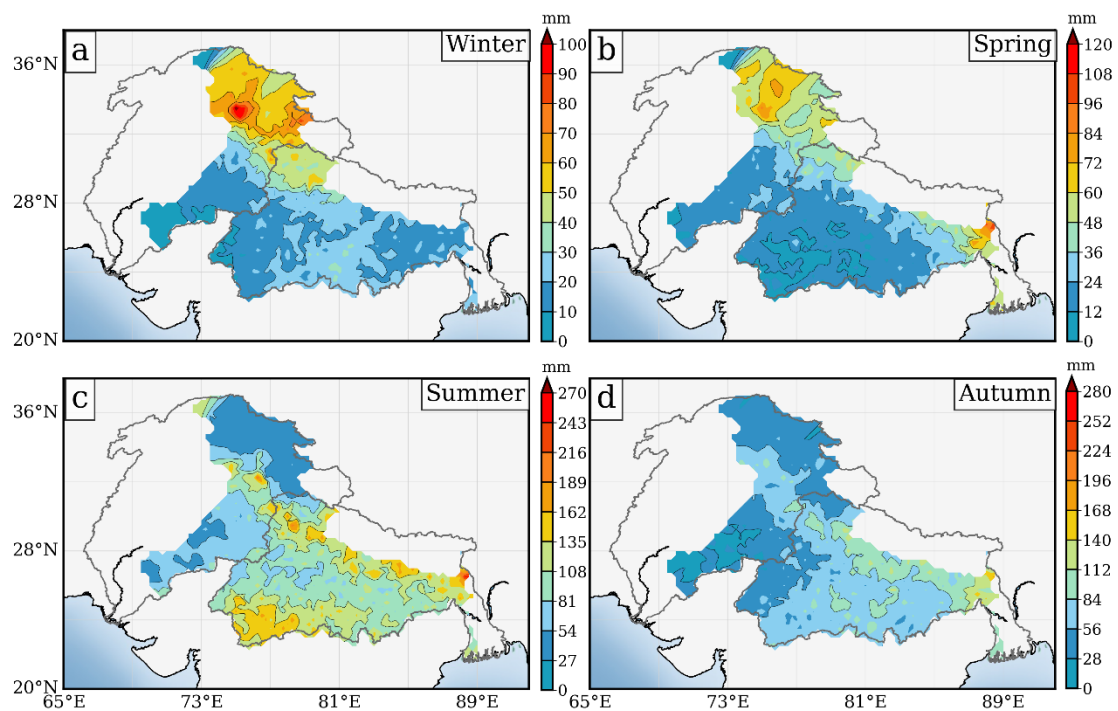 mm
mm
a
Winter
b
Spring
36°N
28°N
20°N
100
90
80
70
60
50
40
30
20
10
0
120
108
96
84
72
60
48
36
24
12
0
mm
mm
c
Summer
d
Autumn
36°N
28°N
20°N
270
243
216
189
162
135
108
81
54
27
0
280
252
224
196
168
140
112
84
56
28
0
65°E 73°E 81°E 89°E
73°E 81°E 89°E